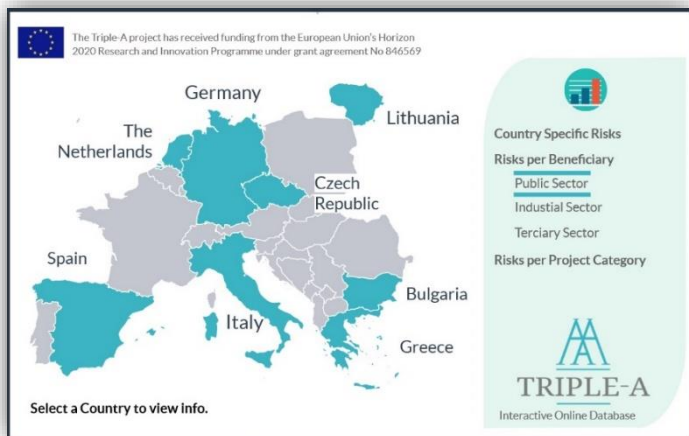 The Triple-A project has received funding from the European Union's Horizon
2020 Research and Innovation Programme under grant agreement No 846569
Germany
Lithuania
The
Netherlands
Czech
Republic
Spain
Italy
Bulgaria
Greece
Select a Country to view info.
Country Specific Risks
Risks per Beneficiary
Public Sector
Industial Sector
Terciary Sector
Risks per Project Category
TRIPLE-A
Interactive Online Database